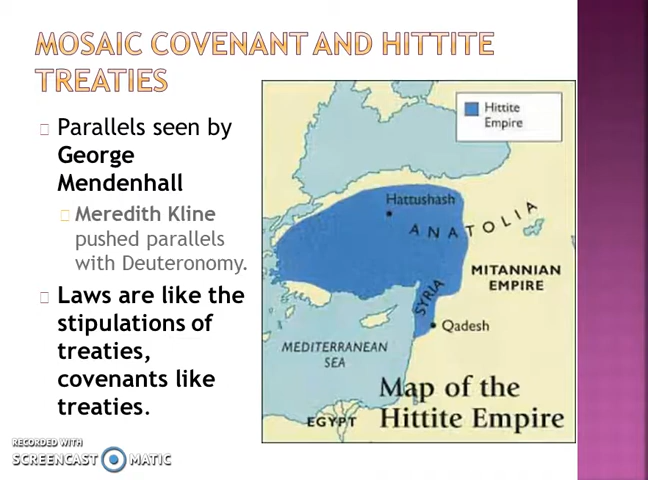 MOSAIC COVENANT AND HITTITE
TREATIES
Parallels seen by
George
Mendenhall
Meredith Kline
pushed parallels
with Deuteronomy.
Laws are like the
stipulations of
treaties,
covenants like
treaties.
Hittite
Empire
Hattushash
ANATOLIA
MITANNIAN
EMPIRE
SYRIA
Qadesh
MEDITERRANEAN
SEA
Map of the
Hittite Empire
EGYPT
RECORDED WITH
SCREENCAST MATIC